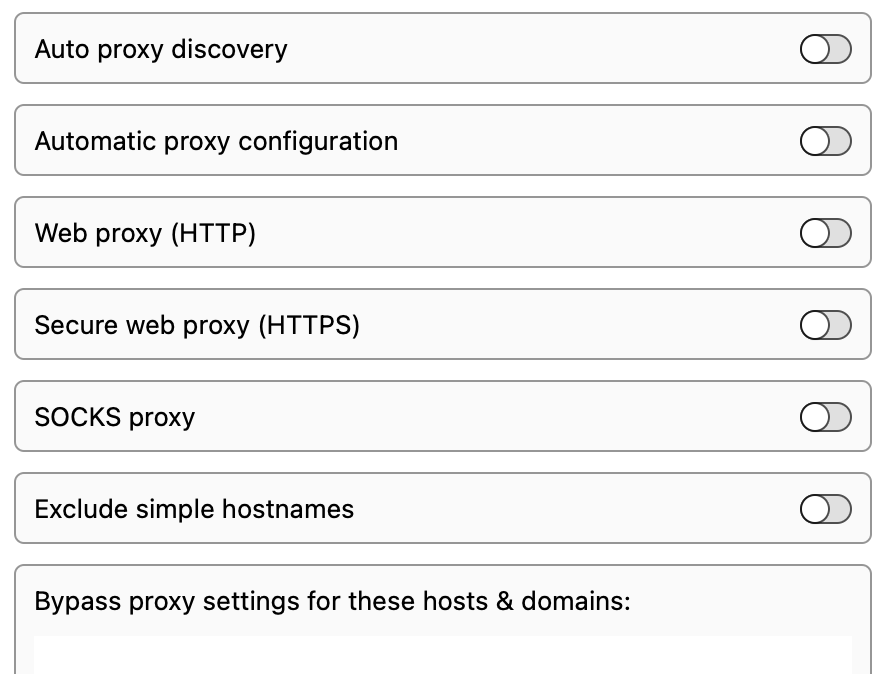 Auto proxy discovery
Automatic proxy configuration
Web proxy (HTTP)
Secure web proxy (HTTPS)
SOCKS proxy
Exclude simple hostnames
Bypass proxy settings for these hosts & domains: